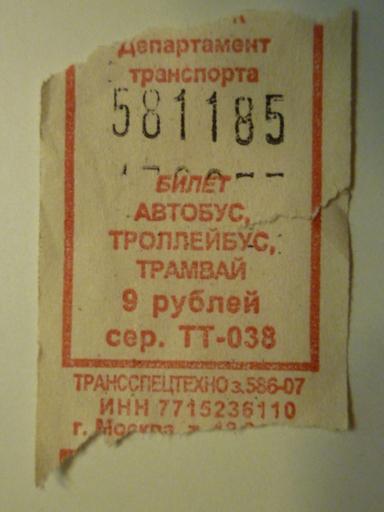 Департамент
транспорта
581185
БИЛЕТ
АВТОБУС,
ТРОЛЛЕЙБУС,
ТРАМВАЙ
9 рублей
сер. ТТ-038
ТРАНССПЕЦТЕХНО з.586-07
ИНН 7715236110
г. Москва